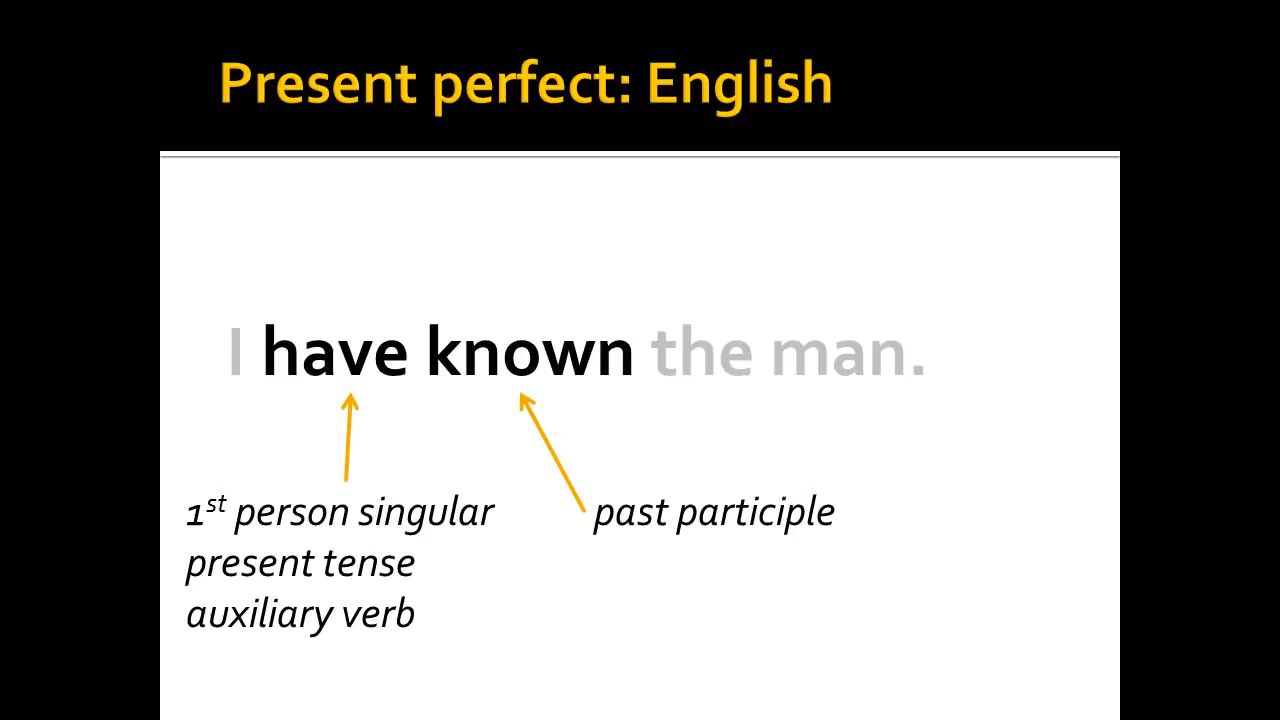 Present perfect: English
I have known the man.
1st person singular past participle
present tense
auxiliary verb